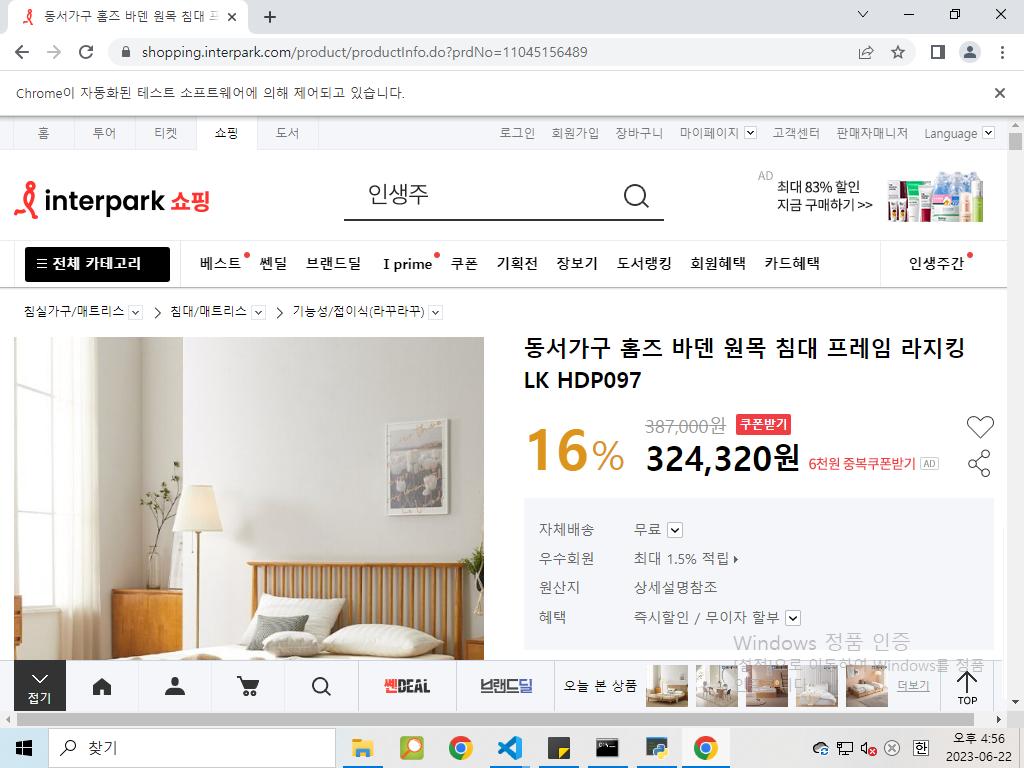 동서가구 홈즈 바덴 원목 침대 프
shopping.interpark.com/product/productInfo.do?prdNo=11045156489
Chrome이 자동화된 테스트 소프트웨어에 의해 제어되고 있습니다.
홈 투어 티켓 쇼핑 도서 로그인 회원가입 장바구니 마이페이지 고객센터 판매자매니저 Language
interpark 쇼핑
인생주
AD 최대 83% 할인
지금 구매하기 >>
전체 카테고리 베스트 쎈딜 브랜드딜 I prime 쿠폰 기획전 장보기 도서랭킹 회원혜택 카드혜택 인생주간
침실가구/매트리스 침대/매트리스 기능성/접이식(라꾸라꾸)
동서가구 홈즈 바덴 원목 침대 프레임 라지킹
LK HDP097
387,000원 쿠폰받기
16% 324,320원 6천원 중복쿠폰받기 AD
자체배송 무료
우수회원 최대 1.5% 적립
원산지 상세설명참조
혜택 즉시할인 / 무이자 할부
Windows 정품 인증
[설정]으로 이동하여 Windows를 정품
접기 쎈DEAL 브랜드딜 오늘 본 상품 더보기 TOP
찾기
한
오후 4:56
2023-06-22